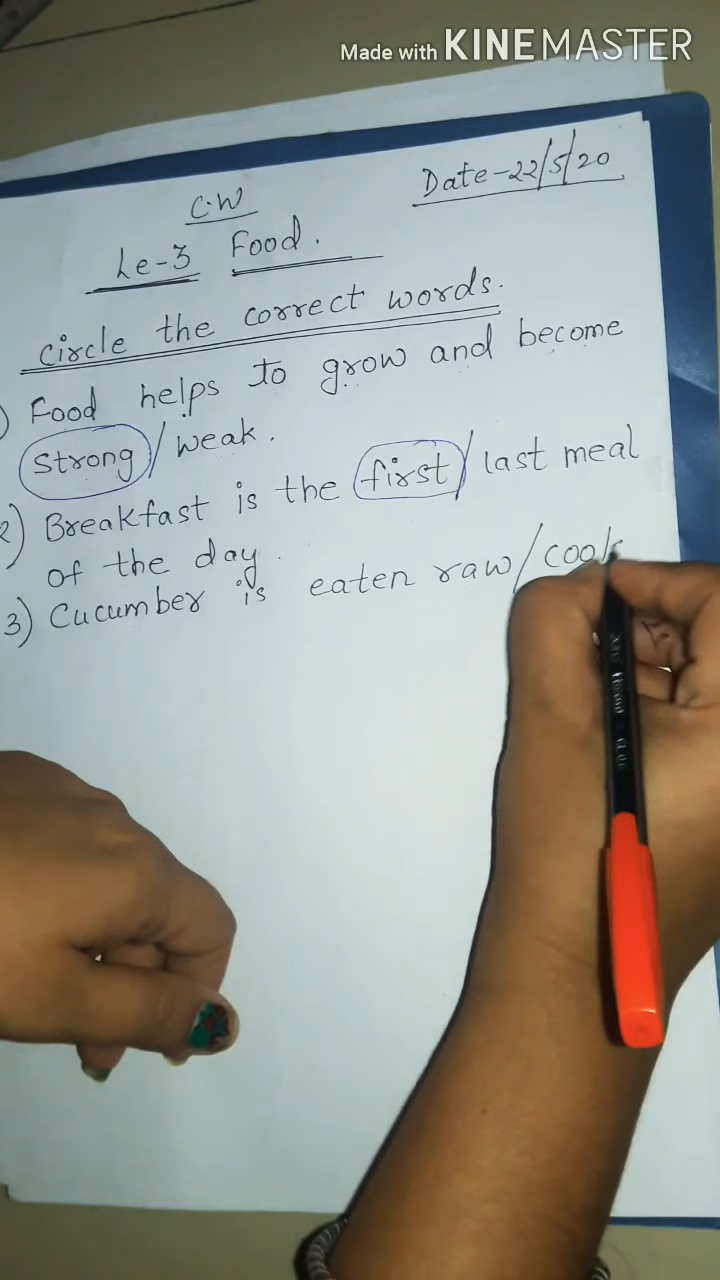 Made with KINEMASTER
C.W
Date-22/5/20
Le-3 Food.
Circle the correct words.
) Food helps to grow and become
Strong/weak.
2) Breakfast is the first/last meal
of the day.
3) Cucumber is eaten raw/cook